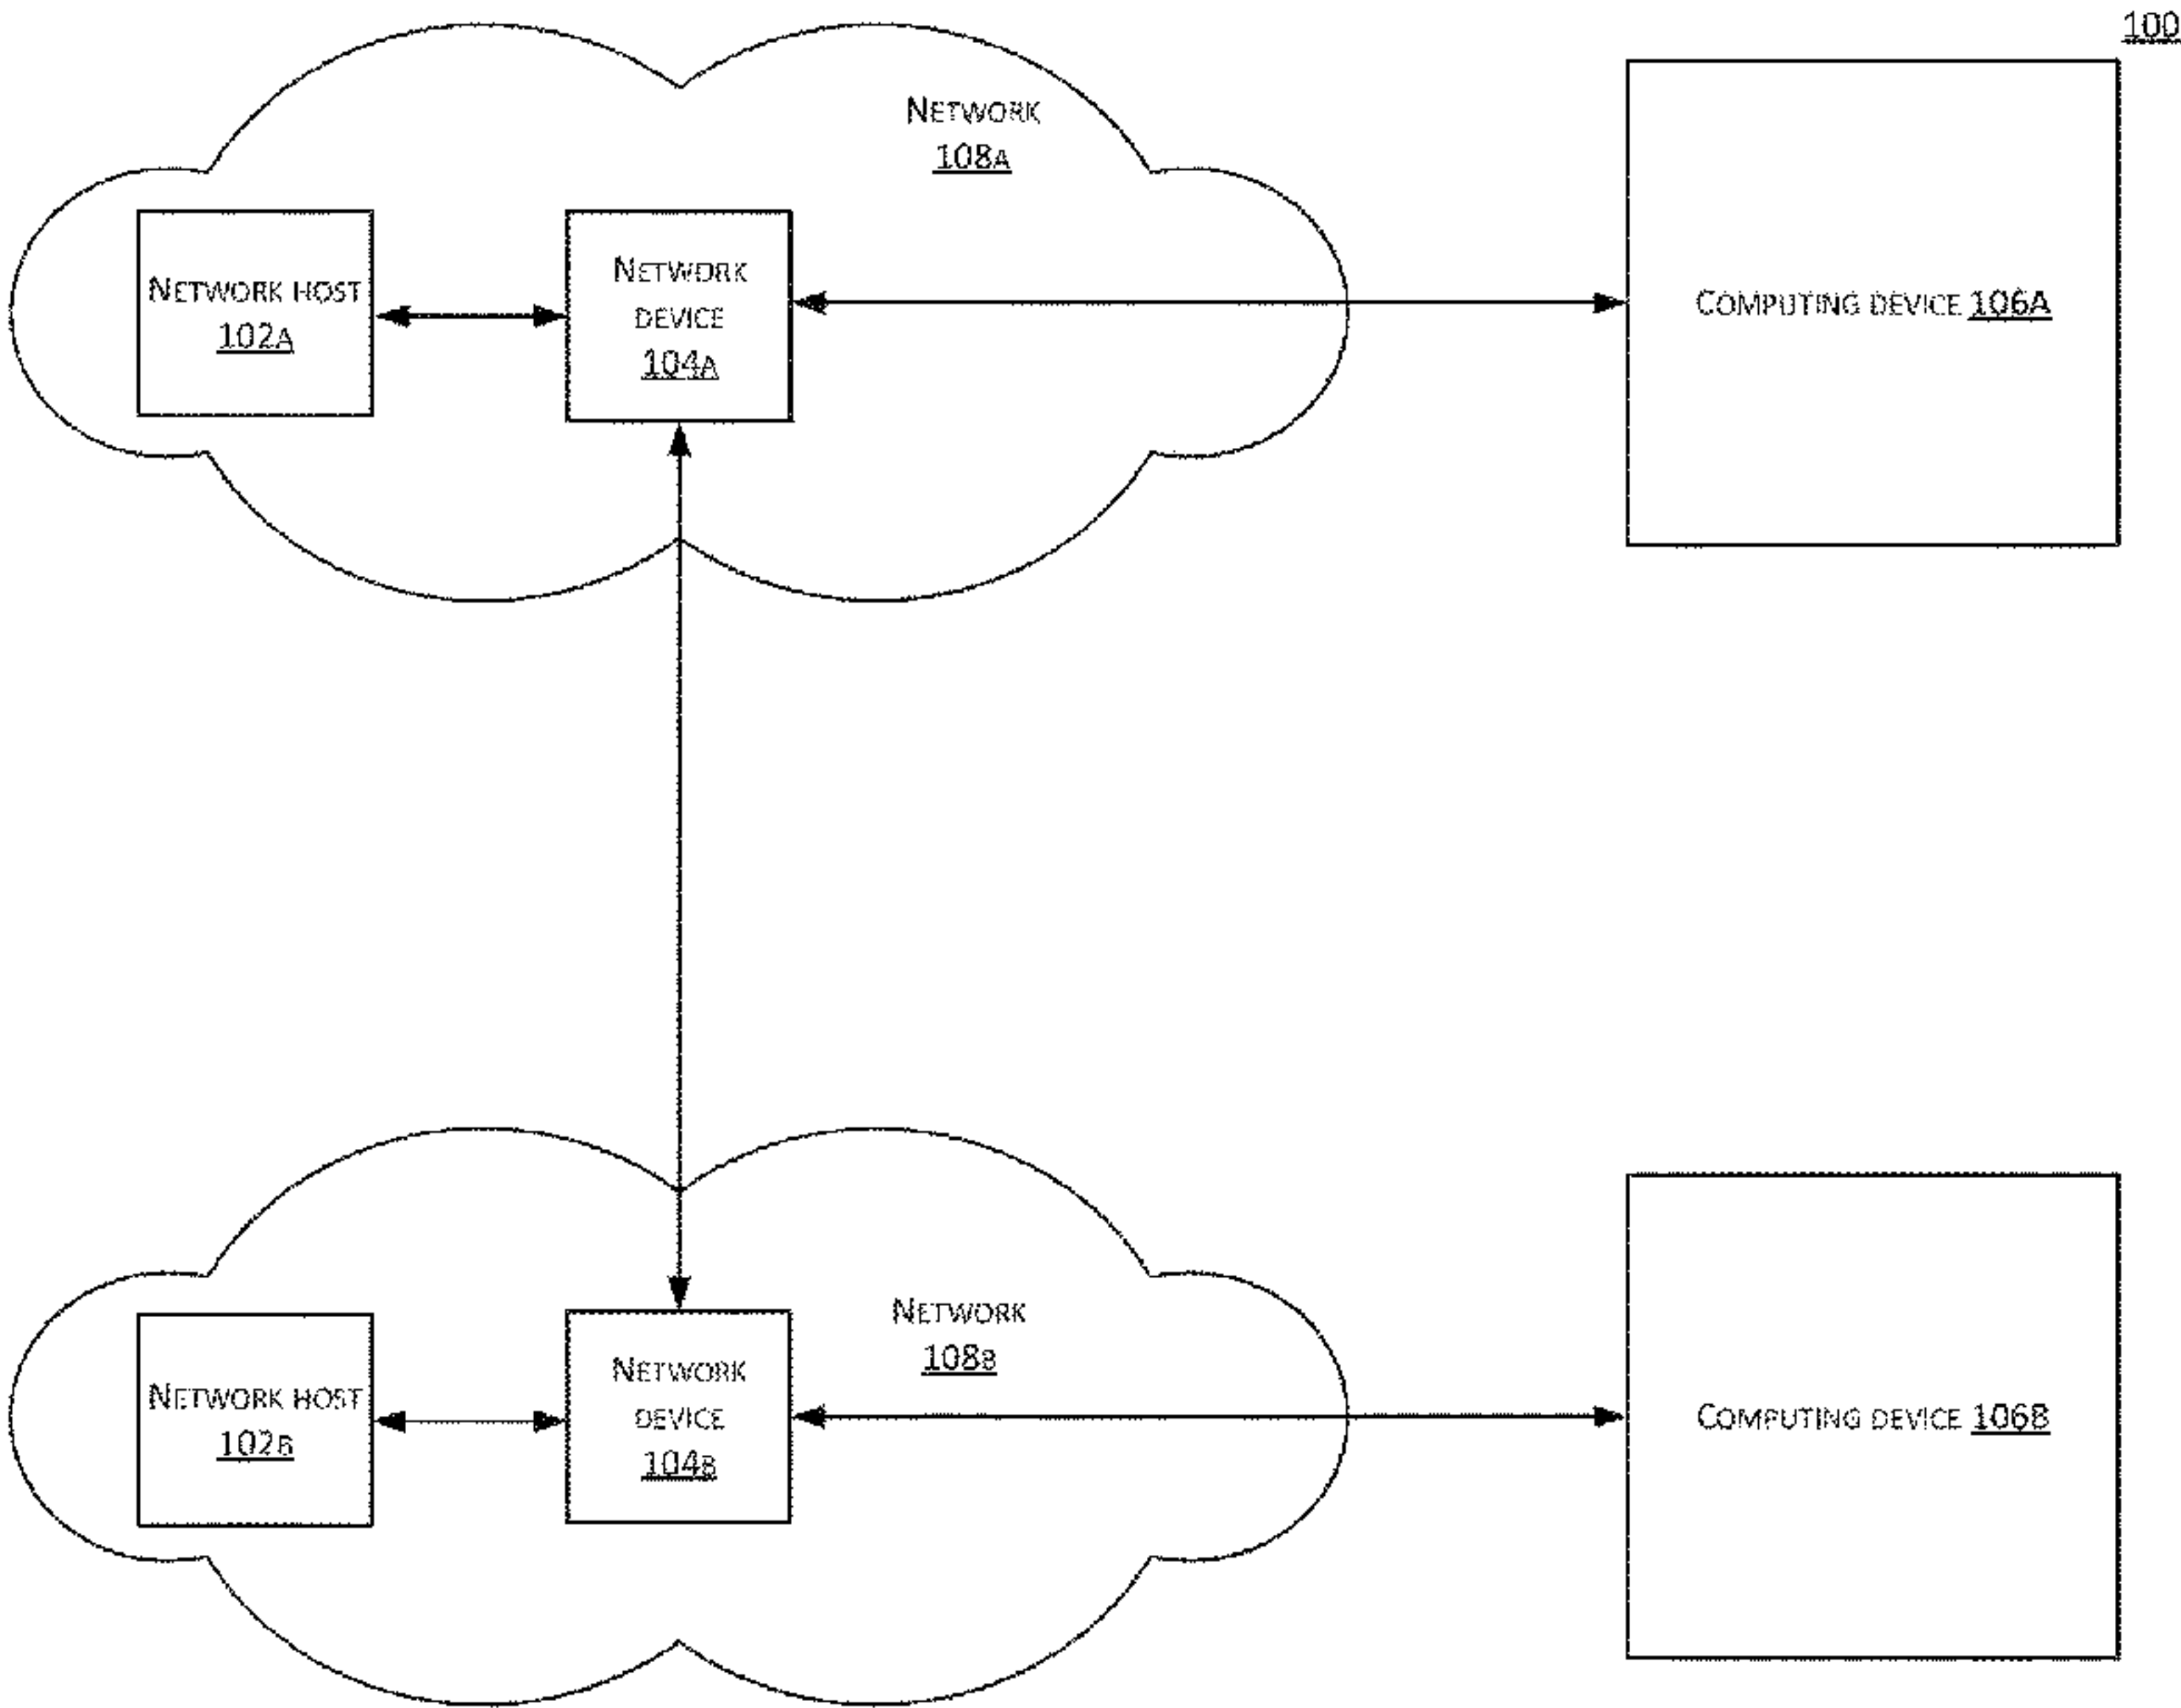 100
NETWORK
108A
NETWORK HOST
102A
NETWORK
DEVICE
104A
COMPUTING DEVICE 106A
NETWORK HOST
102B
NETWORK
DEVICE
104B
NETWORK
108B
COMPUTING DEVICE 106B